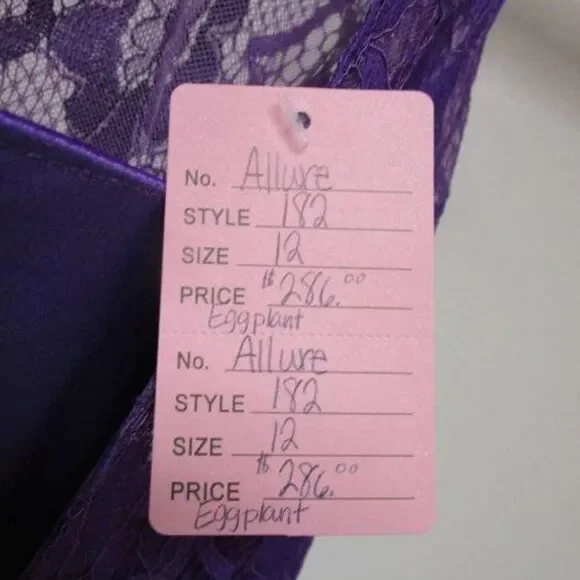 No. Allure
STYLE 182
SIZE 12
PRICE $286.00
Eggplant
No. Allure
STYLE 182
SIZE 12
PRICE $286.00
Eggplant